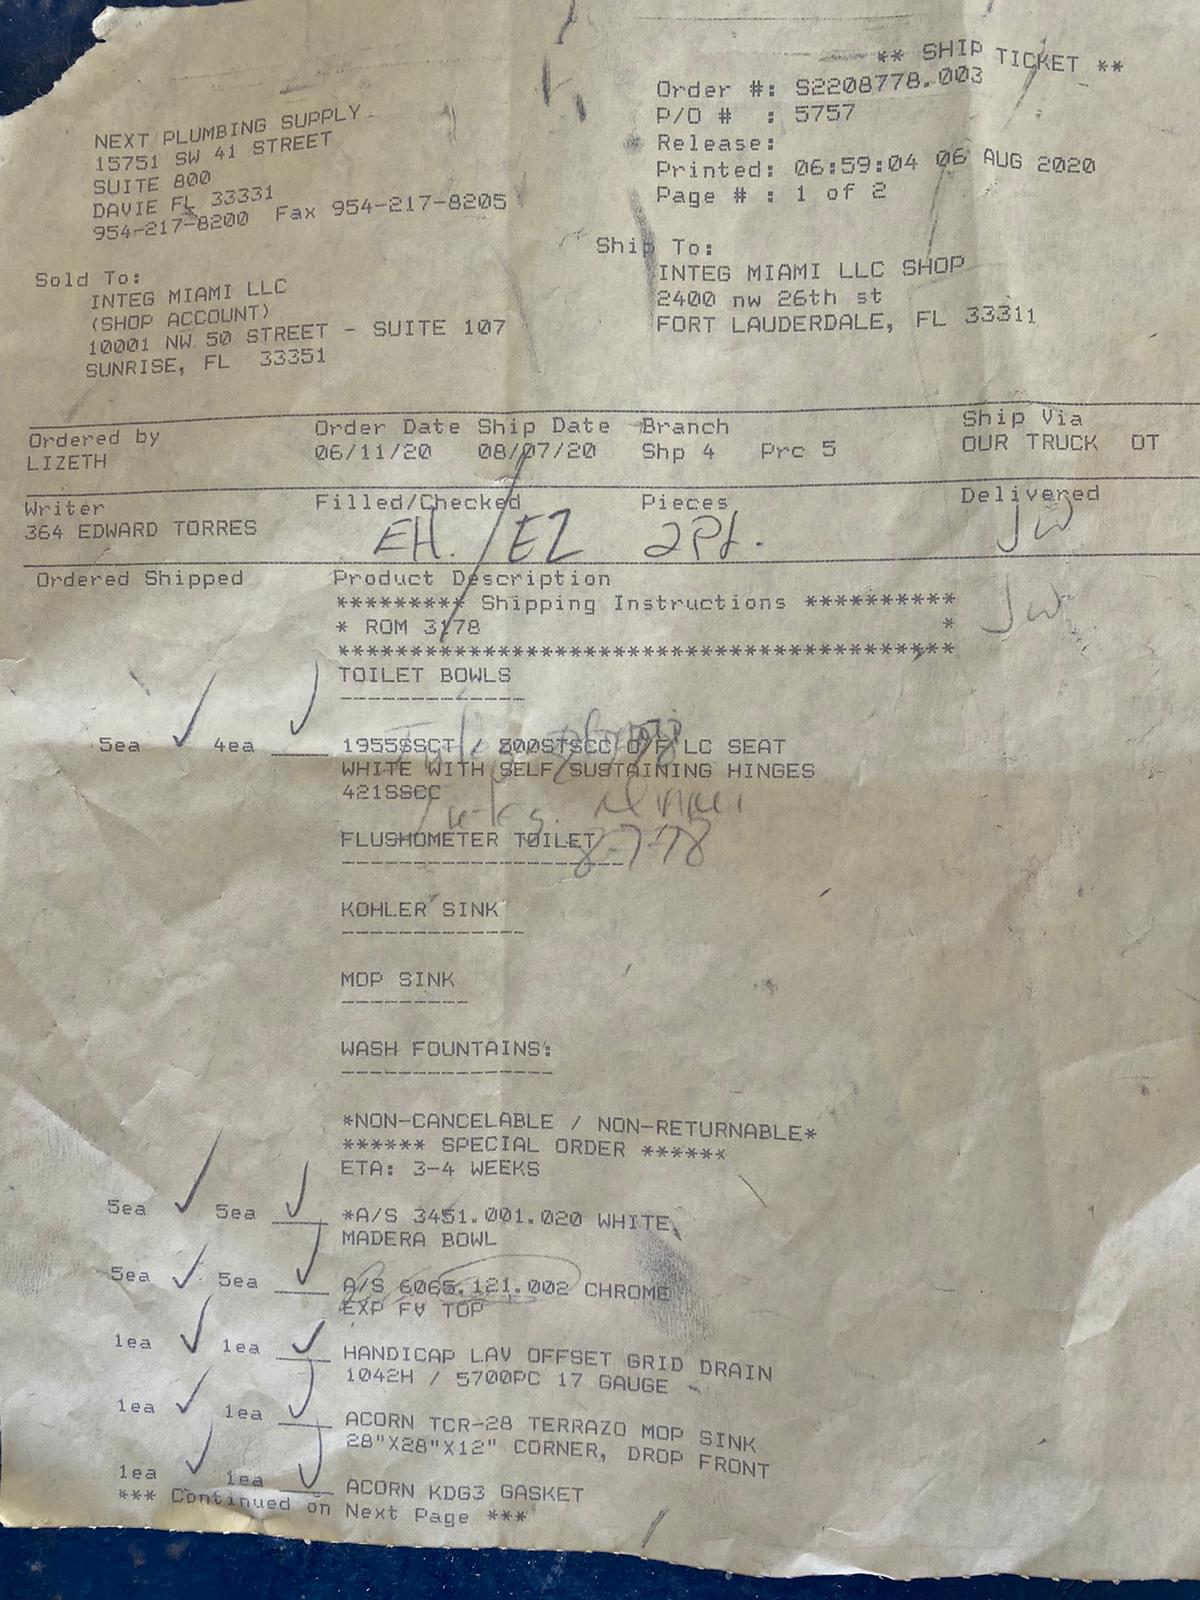 ** SHIP TICKET **
Order #: S2208778.003
P/O # : 5757
Release:
Printed: 06:59:04 06 AUG 2020
Page # : 1 of 2
NEXT PLUMBING SUPPLY
15751 SW 41 STREET
SUITE 800
DAVIE FL 33331
954-217-8200 Fax 954-217-8205
Sold To:
INTEG MIAMI LLC
(SHOP ACCOUNT)
10001 NW 50 STREET - SUITE 107
SUNRISE, FL 33351
Ship To:
INTEG MIAMI LLC SHOP
2400 nw 26th st
FORT LAUDERDALE, FL 33311
Ordered by Order Date Ship Date Branch Ship Via
LIZETH 06/11/20 08/07/20 Shp 4 Prc 5 OUR TRUCK OT
Writer Filled/Checked Pieces Delivered
364 EDWARD TORRES EH. / EZ 2Pt. JW
Ordered Shipped Product Description
********* Shipping Instructions **********
* ROM 3178 *
JW
*******************************************
TOILET BOWLS
5ea 4ea 1955SSCT / 500STSCC O/F LC SEAT
WHITE WITH SELF SUSTAINING HINGES
421SSCC
FLUSHOMETER TOILET
8-7-78
KOHLER SINK
MOP SINK
WASH FOUNTAINS:
*NON-CANCELABLE / NON-RETURNABLE*
****** SPECIAL ORDER ******
ETA: 3-4 WEEKS
5ea 5ea *A/S 3451.001.020 WHITE
MADERA BOWL
5ea 5ea A/S 6065.121.002 CHROME
EXP FV TOP
1ea 1ea HANDICAP LAV OFFSET GRID DRAIN
1042H / 5700PC 17 GAUGE
1ea 1ea ACORN TCR-28 TERRAZO MOP SINK
28"X28"X12" CORNER, DROP FRONT
1ea 1ea ACORN KDG3 GASKET
*** Continued on Next Page ***